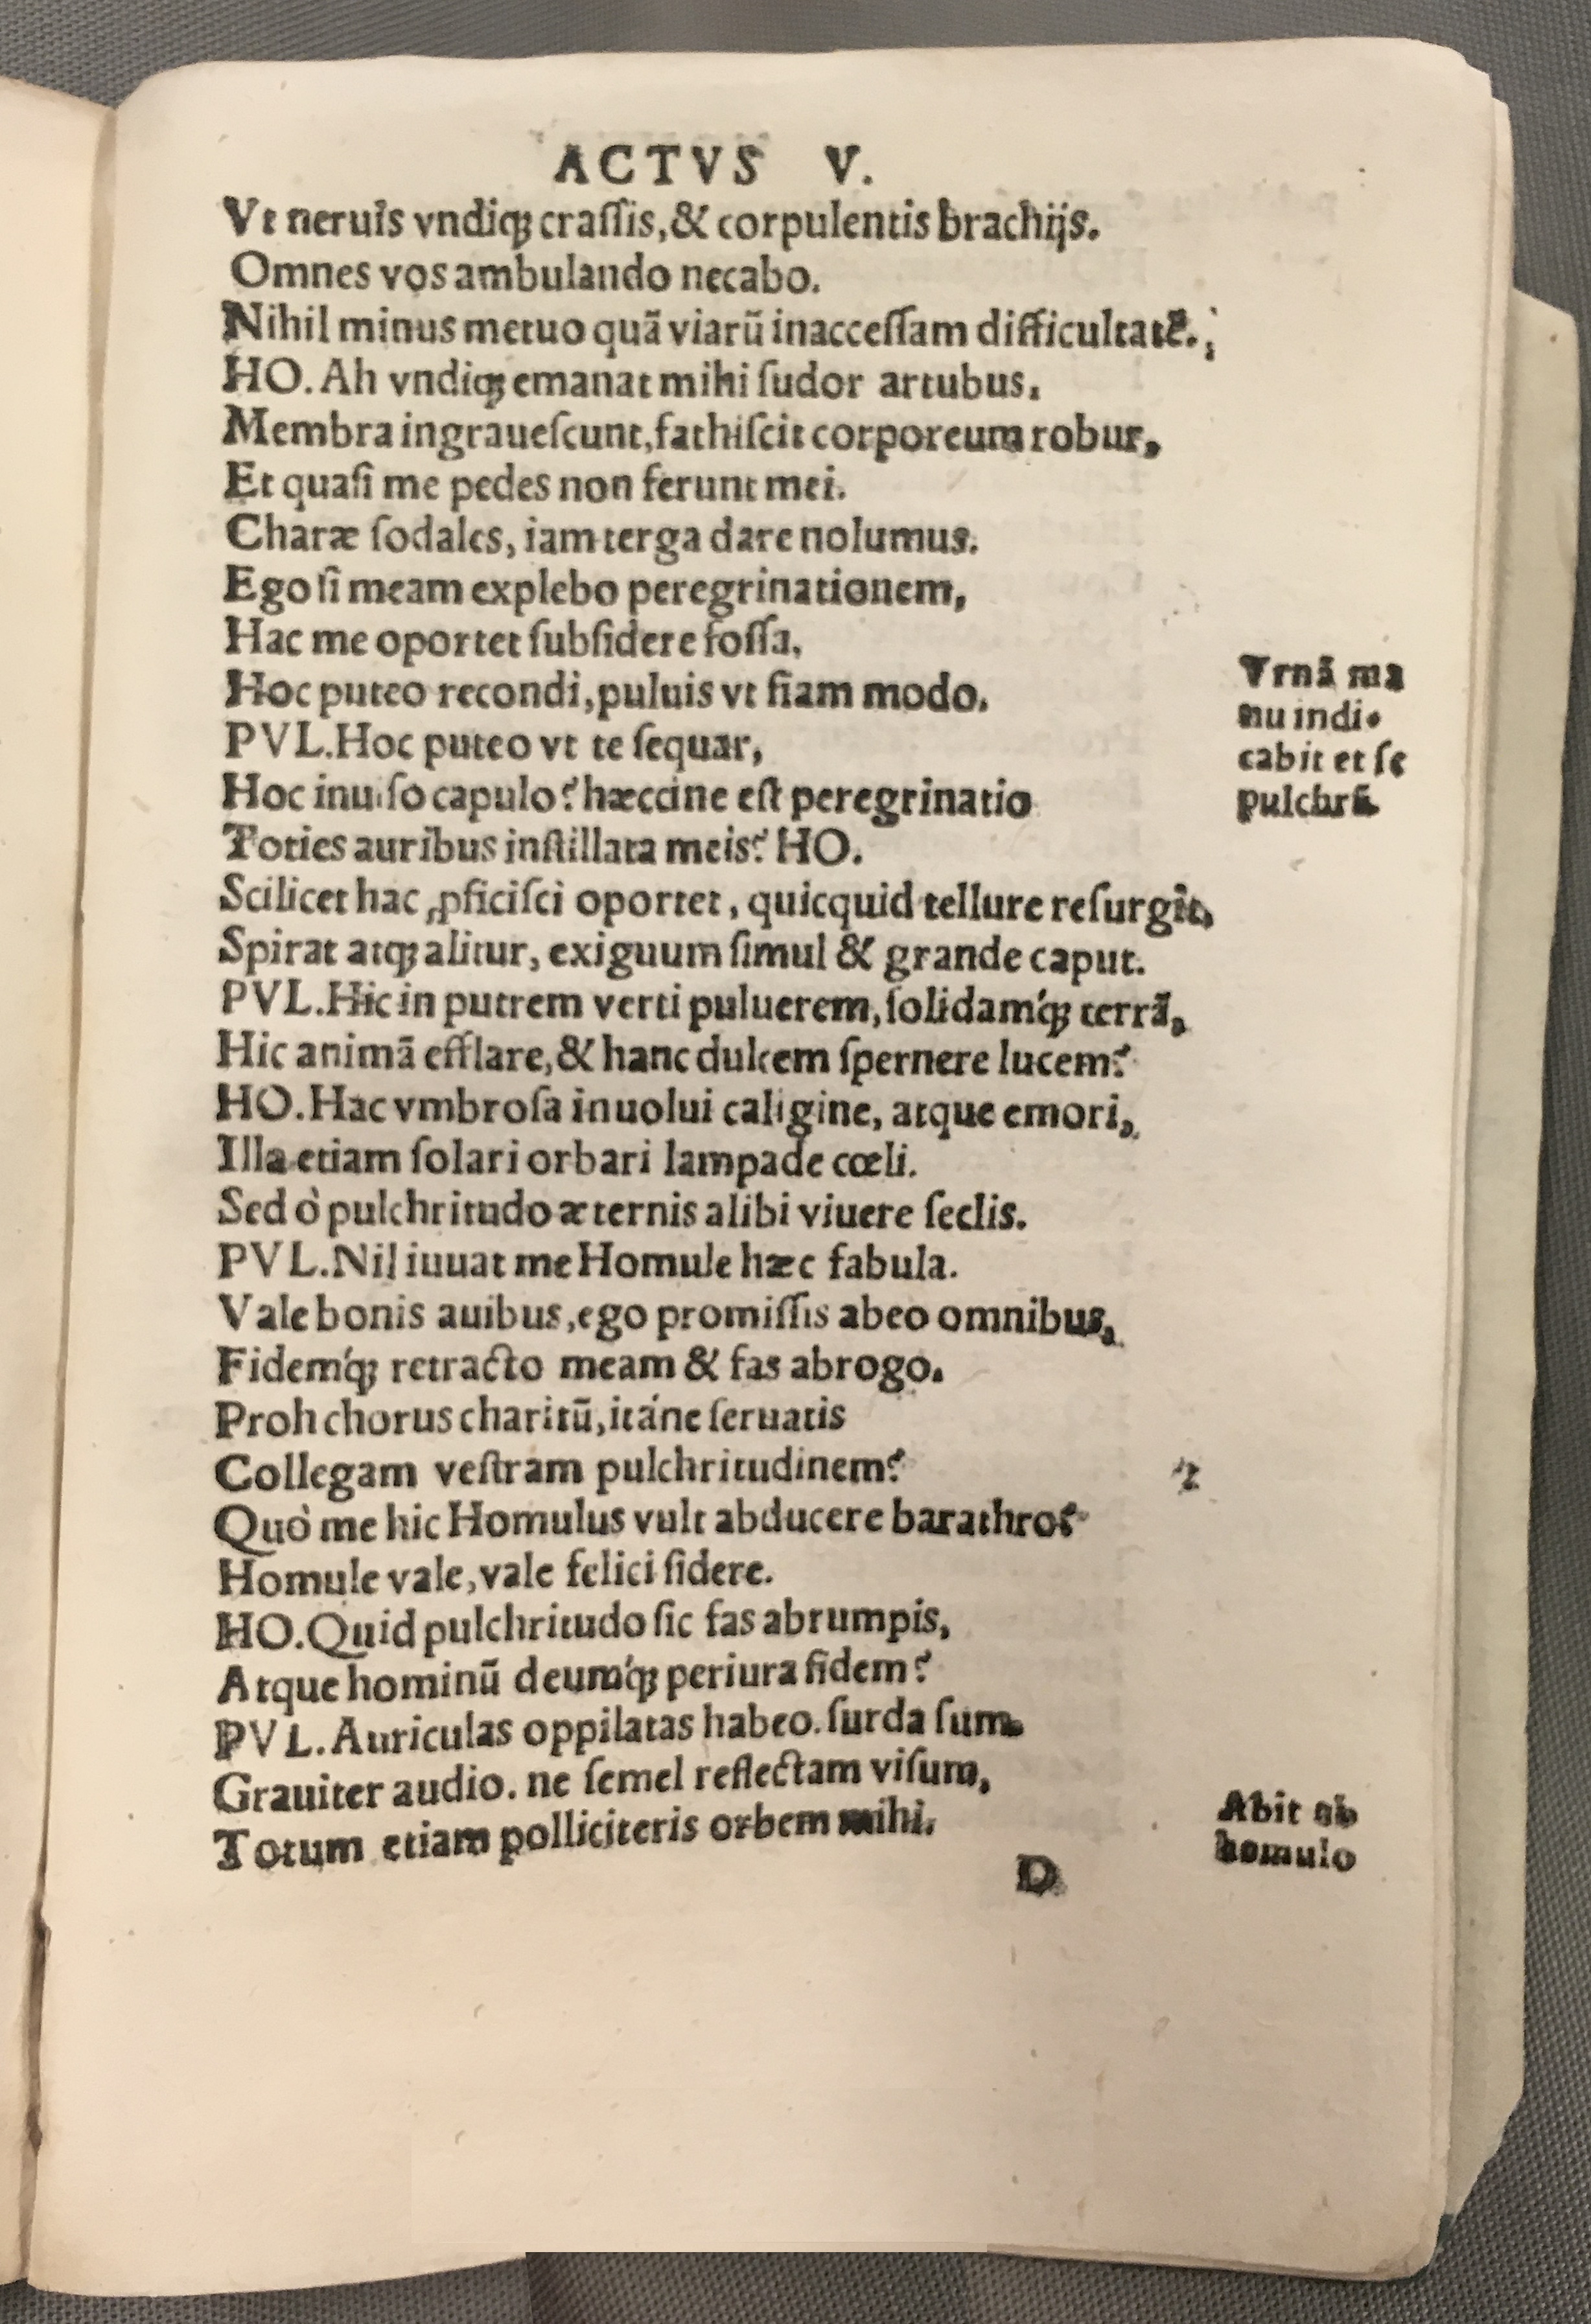 ACTVS V.
Vt neruis vndiqꝫ craſſis, & corpulentis brachijs.
Omnes vos ambulando necabo.
Nihil minus metuo quã viarũ inacceſſam difficultatẽ.
HO. Ah vndiqꝫ emanat mihi ſudor artubus.
Membra ingraueſcunt, fathiſcit corporeum robur,
Et quaſi me pedes non ferunt mei.
Charæ ſodales, iam terga dare nolumus.
Ego ſi meam explebo peregrinationem,
Hac me oportet ſubſidere foſſa,
Hoc puteo recondi, puluis vt fiam modo.
Vrnã ma
nu indi-
cabit et ſe
pulchrũ.
PVL. Hoc puteo vt te ſequar,
Hoc inuiſo capulo? hæccine eſt peregrinatio
Toties auribus inſtillata meis? HO.
Scilicet hac ꝓficiſci oportet, quicquid tellure reſurgit,
Spirat atqꝫ alitur, exiguum ſimul & grande caput.
PVL. Hic in putrem verti puluerem, ſolidamq́ꝫ terrã,
Hic animã efflare, & hanc dulcem ſpernere lucem?
HO. Hac vmbroſa inuolui caligine, atque emori,
Illa etiam ſolari orbari lampade cœli.
Sed ò pulchritudo æternis alibi viuere ſeclis.
PVL. Nil iuuat me Homule hæc fabula.
Vale bonis auibus, ego promiſſis abeo omnibus,
Fidemq́ꝫ retracto meam & fas abrogo.
Proh chorus charitũ, itáne ſeruatis
Collegam veſtram pulchritudinem?
Quò me hic Homulus vult abducere barathro?
Homule vale, vale felici ſidere.
HO. Quid pulchritudo ſic fas abrumpis,
Atque hominũ deumq́ꝫ periura fidem?
PVL. Auriculas oppilatas habeo. ſurda ſum.
Grauiter audio. ne ſemel reflectam viſum,
Totum etiam polliciteris orbem mihi.
Abit ab
homulo
D